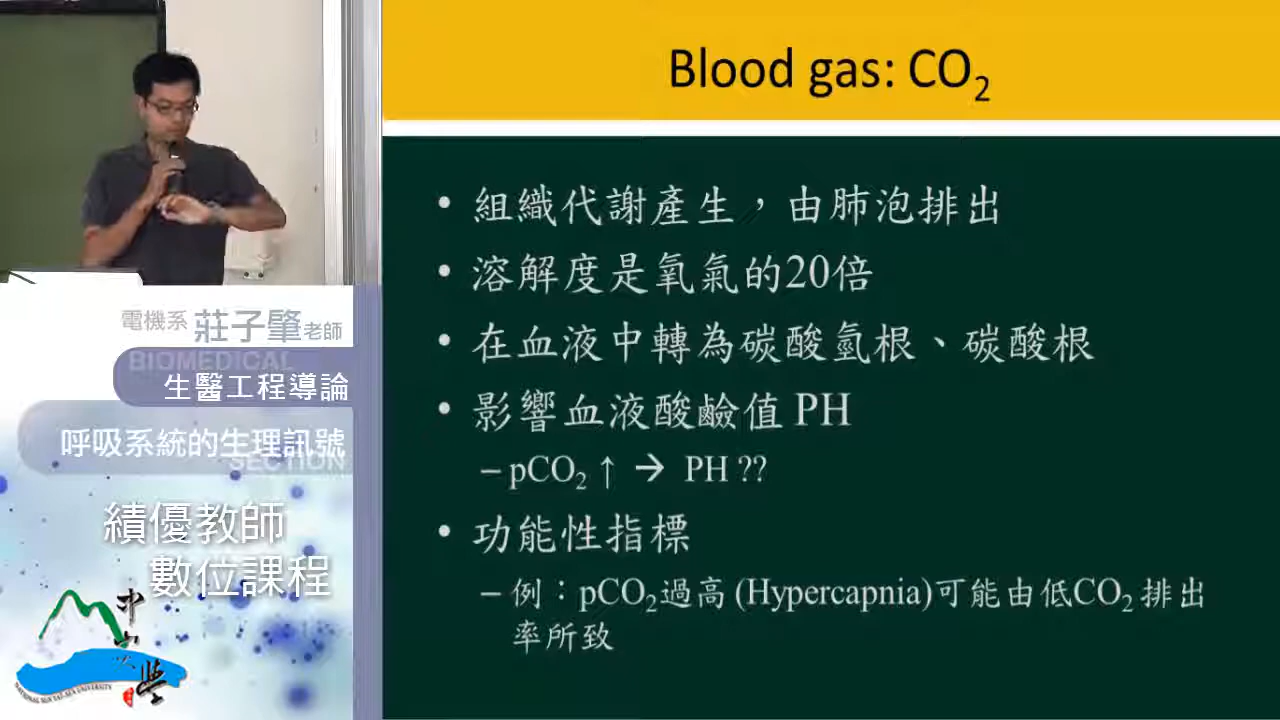 Blood gas: CO₂
• 組織代謝產生，由肺泡排出
• 溶解度是氧氣的20倍
• 在血液中轉為碳酸氫根、碳酸根
• 影響血液酸鹼值 PH
– pCO₂ ↑ → PH ??
• 功能性指標
– 例：pCO₂過高 (Hypercapnia)可能由低CO₂ 排出
率所致
電機系 莊子肇老師
BIOMEDICAL
生醫工程導論
呼吸系統的生理訊號
SECTION
績優教師
數位課程
中山大學
NATIONAL SUN YAT-SEN UNIVERSITY